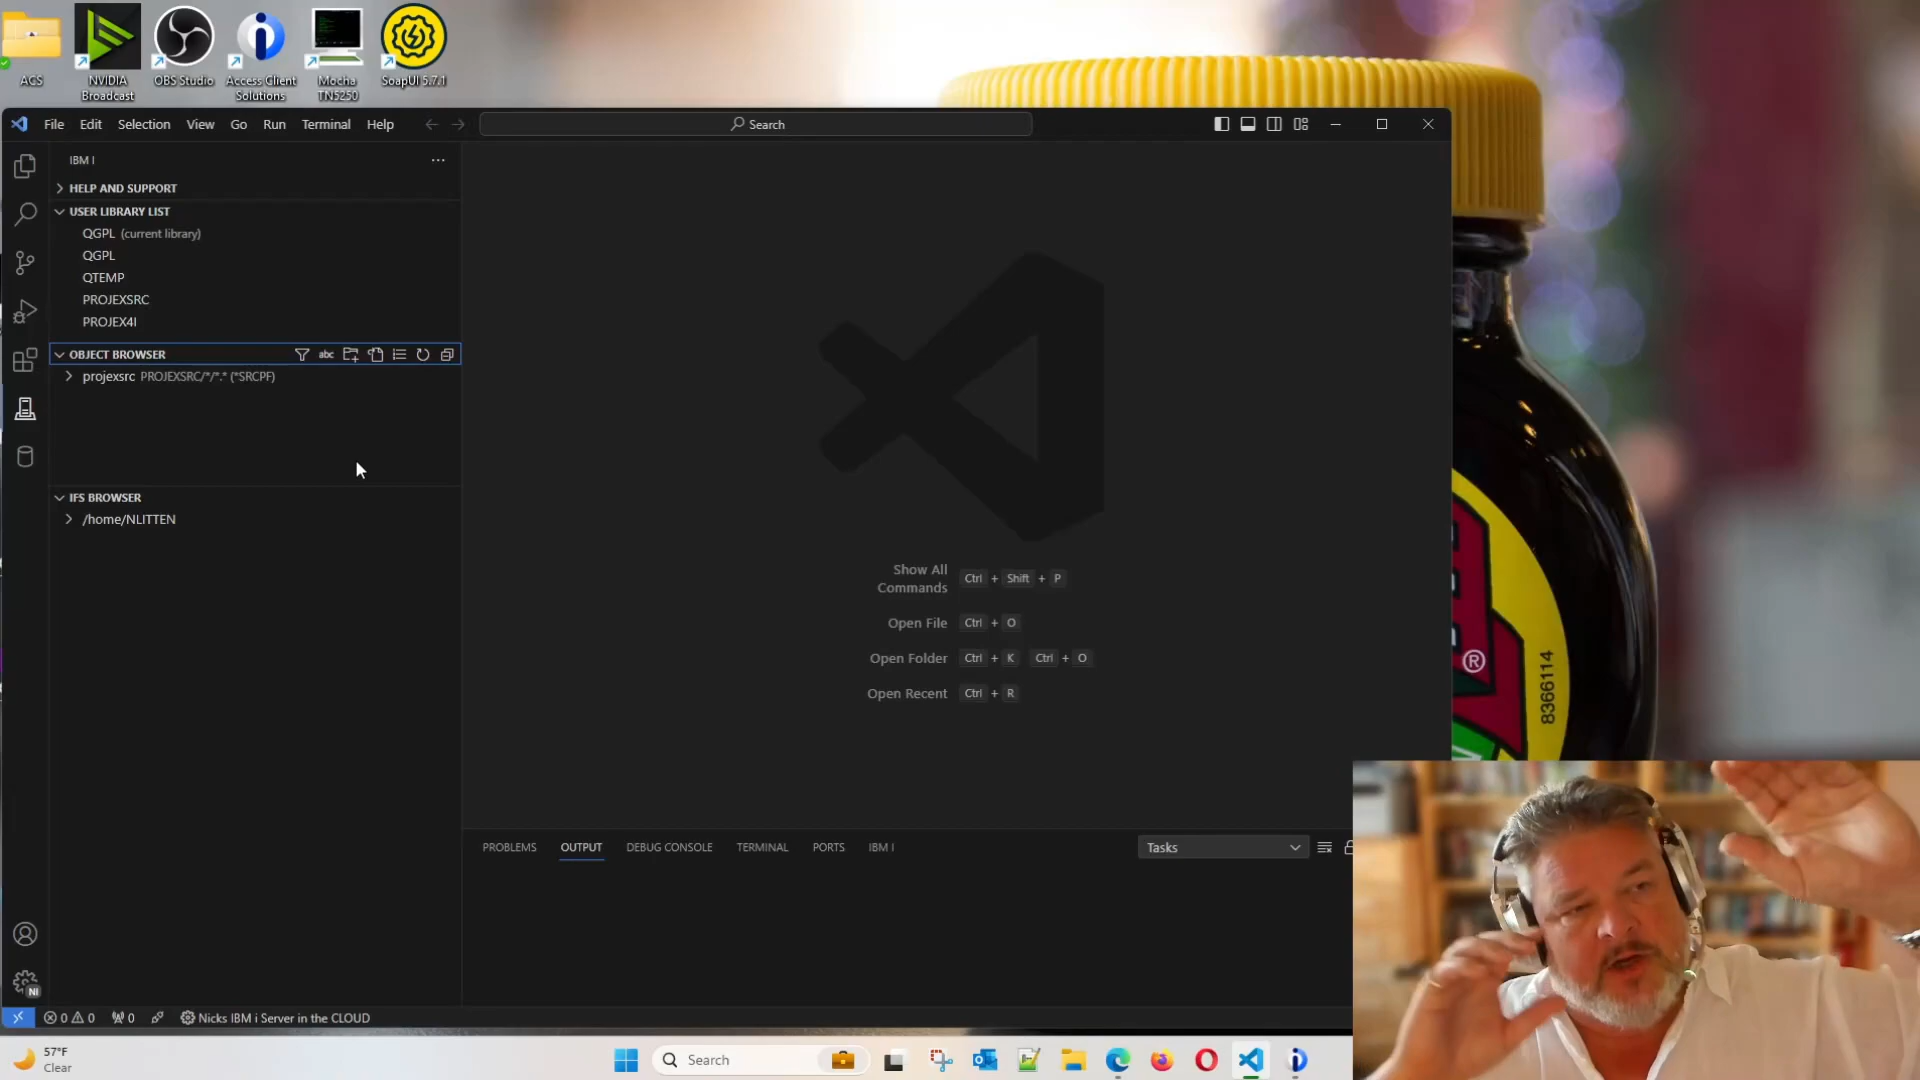 ACS
NVIDIA Broadcast
OBS Studio
Access Client Solutions
Mocha TN5250
SoapUI 5.7.1
File Edit Selection View Go Run Terminal Help
Search
IBM I
HELP AND SUPPORT
USER LIBRARY LIST
QGPL (current library)
QGPL
QTEMP
PROJEXSRC
PROJEX4I
OBJECT BROWSER
abc
projexsrc PROJEXSRC/*/*.* (*SRCPF)
IFS BROWSER
/home/NLITTEN
Show All Commands Ctrl + Shift + P
Open File Ctrl + O
Open Folder Ctrl + K Ctrl + O
Open Recent Ctrl + R
PROBLEMS OUTPUT DEBUG CONSOLE TERMINAL PORTS IBM I
Tasks
NI
0 0 0 Nicks IBM i Server in the CLOUD
57°F
Clear
Search
®
8366114